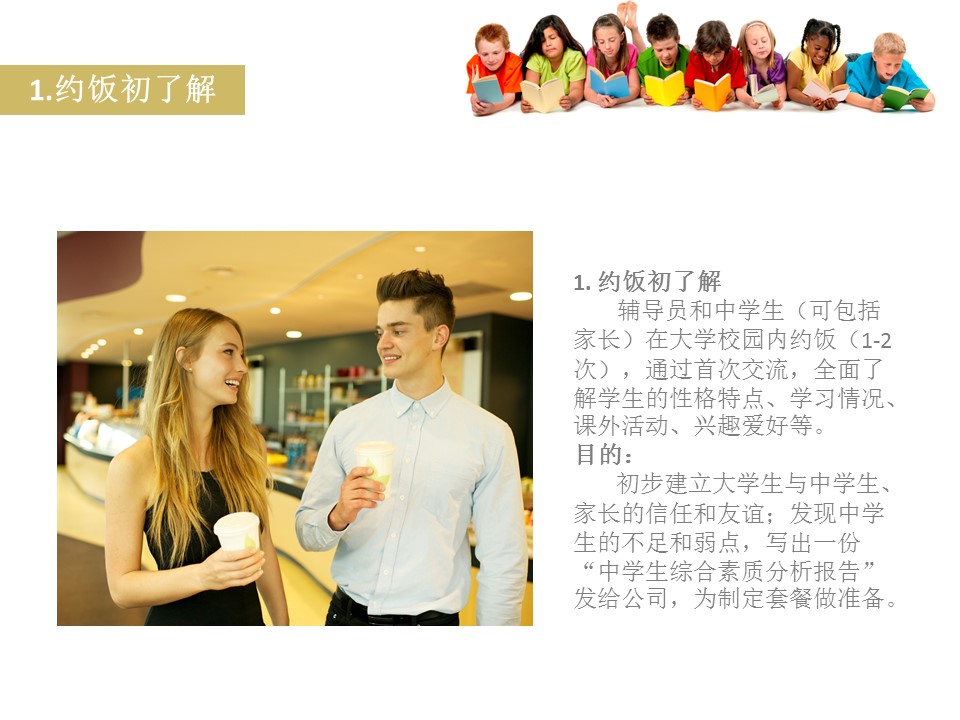 1.约饭初了解
1. 约饭初了解
辅导员和中学生（可包括
家长）在大学校园内约饭（1-2
次），通过首次交流，全面了
解学生的性格特点、学习情况、
课外活动、兴趣爱好等。
目的：
初步建立大学生与中学生、
家长的信任和友谊；发现中学
生的不足和弱点，写出一份
“中学生综合素质分析报告”
发给公司，为制定套餐做准备。